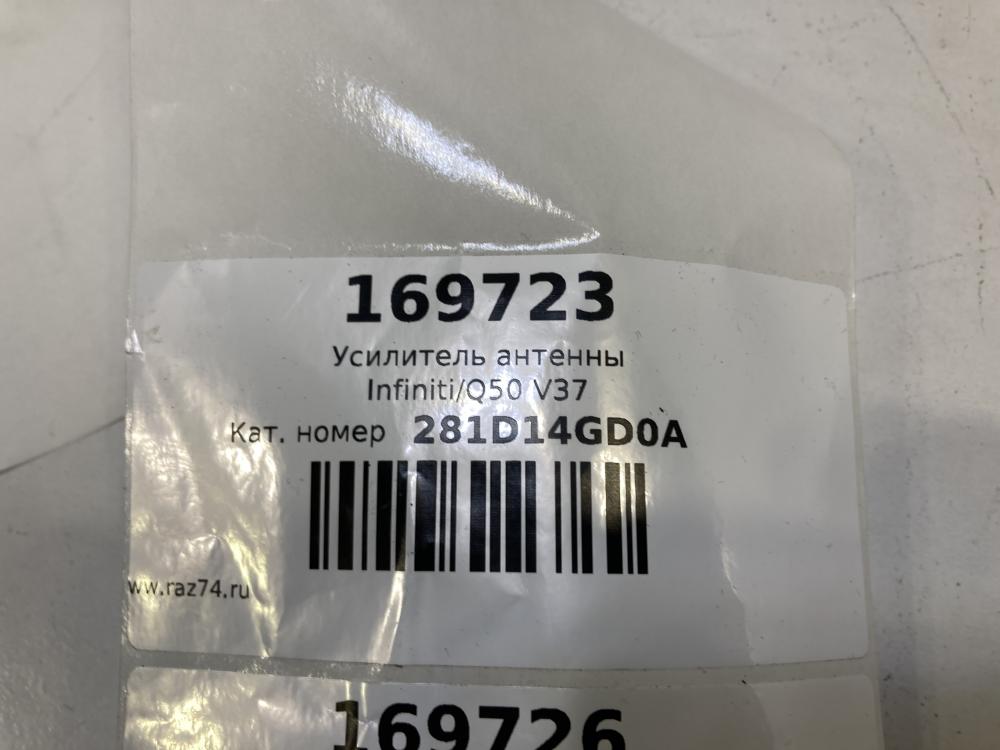 169723
Усилитель антенны
Infiniti/Q50 V37
Кат. номер 281D14GD0A
ww.raz74.ru
169726